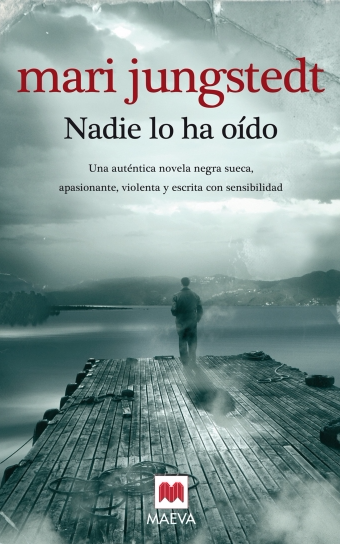 mari jungstedt
Nadie lo ha oído
Una auténtica novela negra sueca,
apasionante, violenta y escrita con sensibilidad
MAEVA